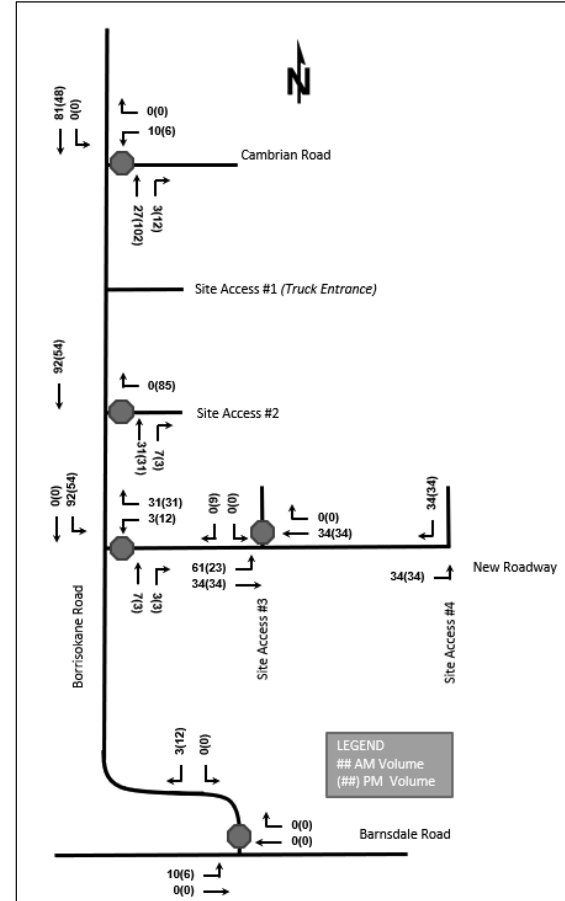 N
81(48)
0(0)
0(0)
10(6)
Cambrian Road
27(102)
3(12)
Site Access #1 (Truck Entrance)
92(54)
0(85)
Site Access #2
31(31)
7(3)
0(0)
92(54)
31(31)
3(12)
0(9)
0(0)
0(0)
34(34)
34(34)
61(23)
34(34)
34(34)
New Roadway
7(3)
3(3)
Borrisokane Road
Site Access #3
Site Access #4
3(12)
0(0)
LEGEND
## AM Volume
(##) PM Volume
0(0)
0(0)
Barnsdale Road
10(6)
0(0)